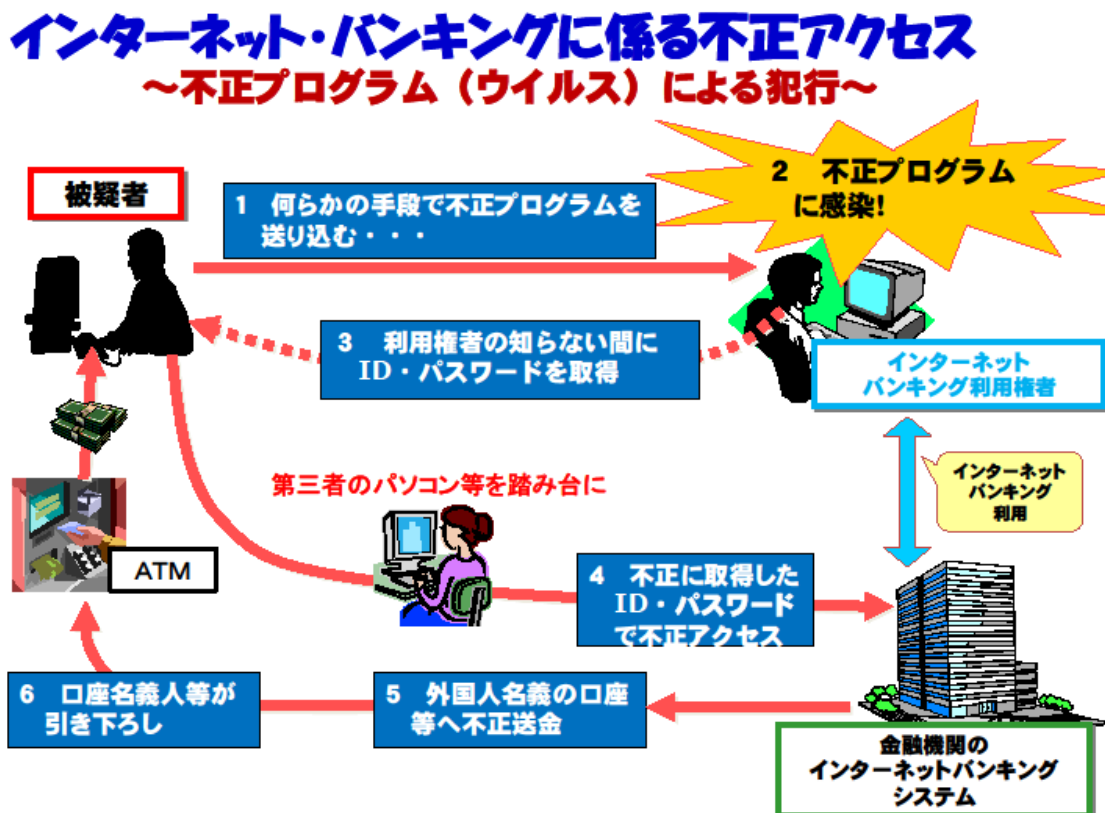 インターネット・バンキングに係る不正アクセス
～不正プログラム（ウイルス）による犯行～
被疑者
1 何らかの手段で不正プログラムを
送り込む・・・
2 不正プログラム
に感染!
3 利用権者の知らない間に
ID・パスワードを取得
インターネット
バンキング利用権者
インターネット
バンキング
利用
第三者のパソコン等を踏み台に
ATM
4 不正に取得した
ID・パスワード
で不正アクセス
6 口座名義人等が
引き下ろし
5 外国人名義の口座
等へ不正送金
金融機関の
インターネットバンキング
システム